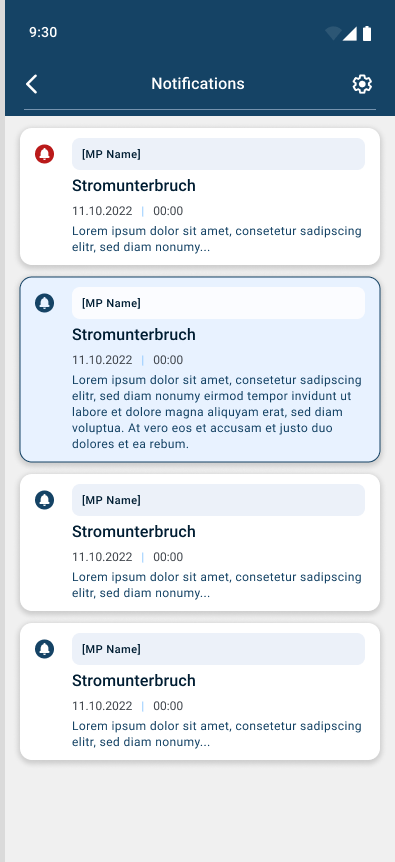 9:30
Notifications
[MP Name]
Stromunterbruch
11.10.2022 | 00:00
Lorem ipsum dolor sit amet, consetetur sadipscing
elitr, sed diam nonumy...
[MP Name]
Stromunterbruch
11.10.2022 | 00:00
Lorem ipsum dolor sit amet, consetetur sadipscing
elitr, sed diam nonumy eirmod tempor invidunt ut
labore et dolore magna aliquyam erat, sed diam
voluptua. At vero eos et accusam et justo duo
dolores et ea rebum.
[MP Name]
Stromunterbruch
11.10.2022 | 00:00
Lorem ipsum dolor sit amet, consetetur sadipscing
elitr, sed diam nonumy...
[MP Name]
Stromunterbruch
11.10.2022 | 00:00
Lorem ipsum dolor sit amet, consetetur sadipscing
elitr, sed diam nonumy...